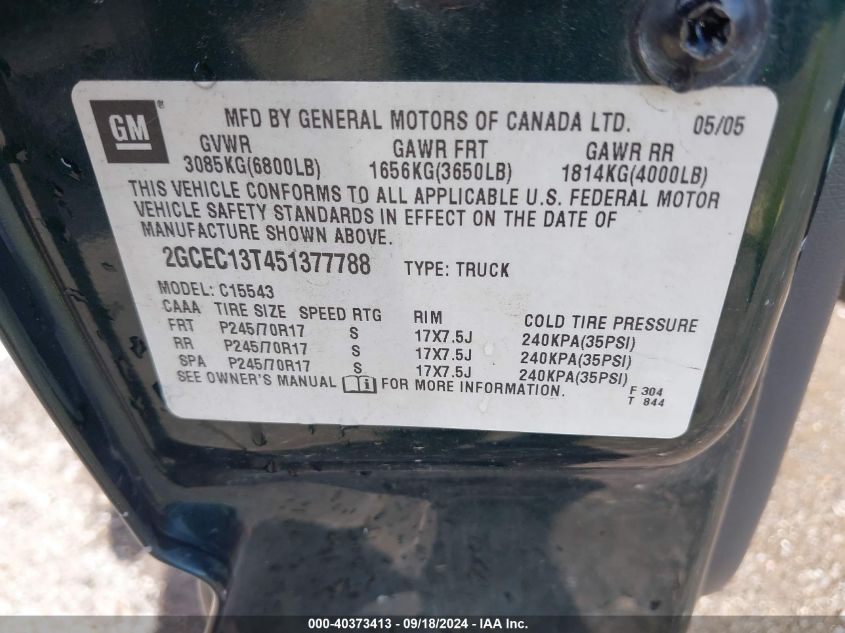 GM ® MFD BY GENERAL MOTORS OF CANADA LTD. 05/05
GVWR GAWR FRT GAWR RR
3085KG(6800LB) 1656KG(3650LB) 1814KG(4000LB)
THIS VEHICLE CONFORMS TO ALL APPLICABLE U.S. FEDERAL MOTOR
VEHICLE SAFETY STANDARDS IN EFFECT ON THE DATE OF
MANUFACTURE SHOWN ABOVE.
2GCEC13T451377788 TYPE: TRUCK
MODEL: C15543
CAAA TIRE SIZE SPEED RTG RIM COLD TIRE PRESSURE
FRT P245/70R17 S 17X7.5J 240KPA(35PSI)
RR P245/70R17 S 17X7.5J 240KPA(35PSI)
SPA P245/70R17 S 17X7.5J 240KPA(35PSI)
SEE OWNER'S MANUAL FOR MORE INFORMATION. F 304
T 844
000-40373413 - 09/18/2024 - IAA Inc.